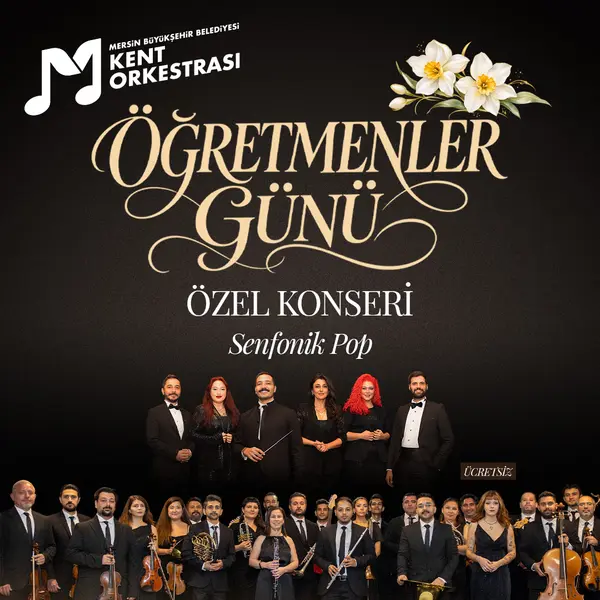 MERSİN BÜYÜKŞEHİR BELEDİYESİ
KENT
ORKESTRASI
ÖĞRETMENLER
GÜNÜ
ÖZEL KONSERİ
Senfonik Pop
ÜCRETSİZ